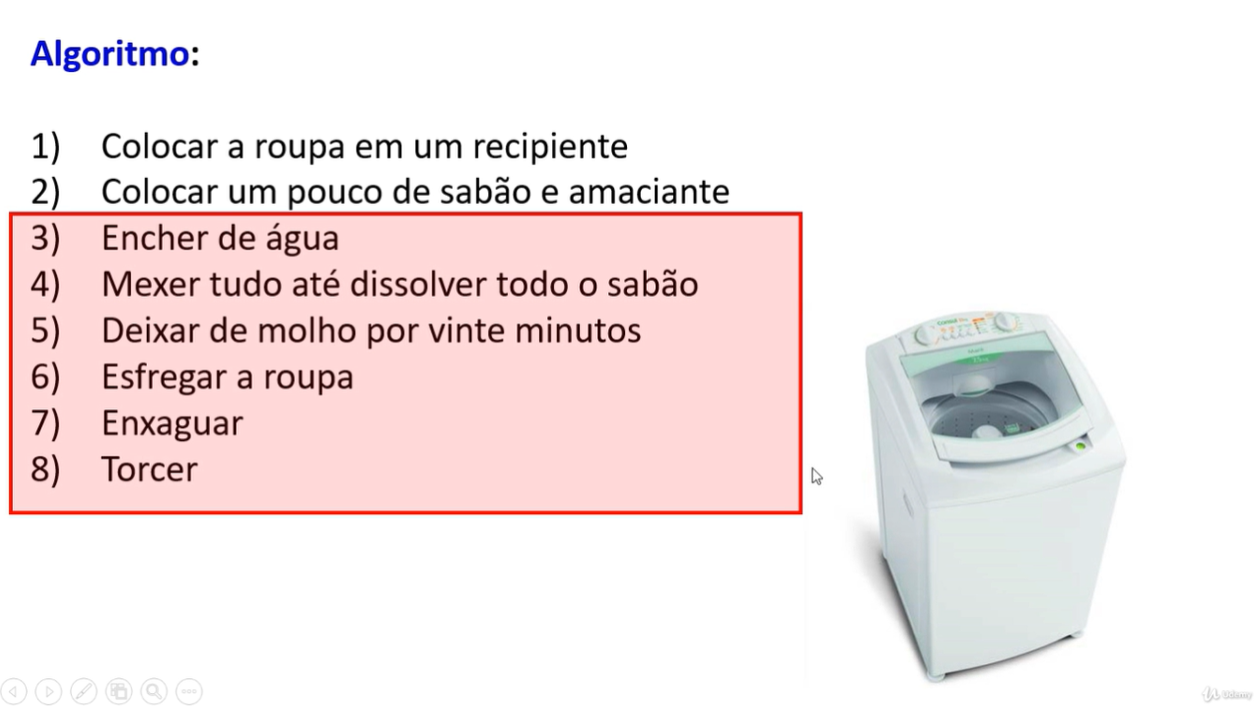 Algoritmo:
1) Colocar a roupa em um recipiente
2) Colocar um pouco de sabão e amaciante
3) Encher de água
4) Mexer tudo até dissolver todo o sabão
5) Deixar de molho por vinte minutos
6) Esfregar a roupa
7) Enxaguar
8) Torcer
Udemy